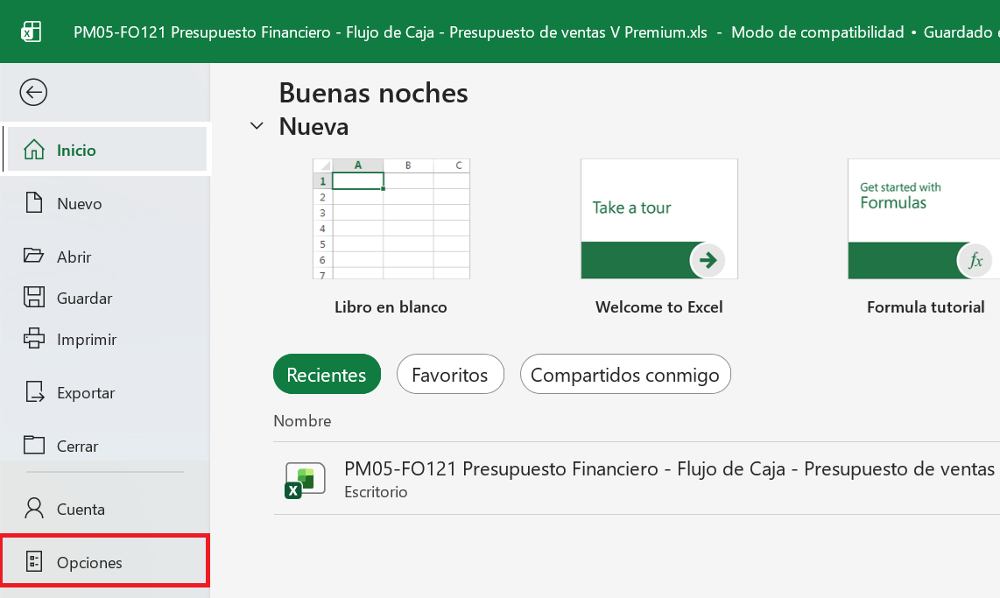 PM05-FO121 Presupuesto Financiero - Flujo de Caja - Presupuesto de ventas V Premium.xls - Modo de compatibilidad • Guardado
Buenas noches
Nueva
Inicio
Nuevo
Abrir
Guardar
Imprimir
Exportar
Cerrar
Cuenta
Opciones
A B C
1
2
3
4
5
6
7
Libro en blanco
Take a tour
Welcome to Excel
Get started with
Formulas
fx
Formula tutorial
Recientes
Favoritos
Compartidos conmigo
Nombre
PM05-FO121 Presupuesto Financiero - Flujo de Caja - Presupuesto de ventas
Escritorio